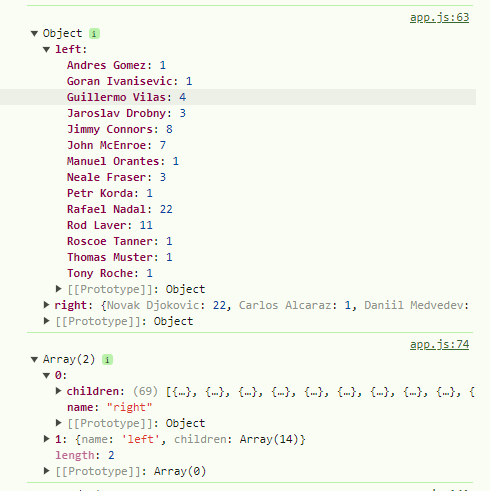 app.js:63
Object i
left:
Andres Gomez: 1
Goran Ivanisevic: 1
Guillermo Vilas: 4
Jaroslav Drobny: 3
Jimmy Connors: 8
John McEnroe: 7
Manuel Orantes: 1
Neale Fraser: 3
Petr Korda: 1
Rafael Nadal: 22
Rod Laver: 11
Roscoe Tanner: 1
Thomas Muster: 1
Tony Roche: 1
[[Prototype]]: Object
right: {Novak Djokovic: 22, Carlos Alcaraz: 1, Daniil Medvedev:
[[Prototype]]: Object
app.js:74
Array(2) i
0:
children: (69) [{…}, {…}, {…}, {…}, {…}, {…}, {…}, {…}, {…}, {
name: "right"
[[Prototype]]: Object
1: {name: 'left', children: Array(14)}
length: 2
[[Prototype]]: Array(0)